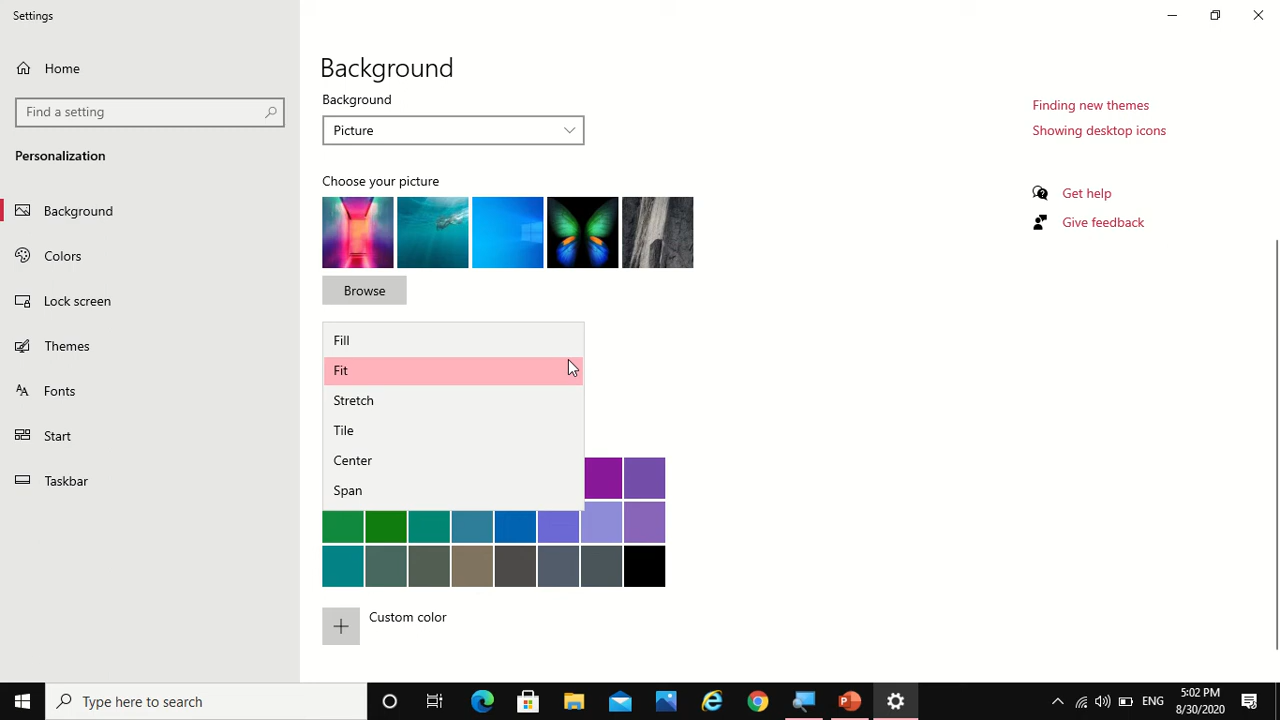 Settings
Home
Find a setting
Personalization
Background
Colors
Lock screen
Themes
Fonts
Start
Taskbar
Background
Background
Picture
Choose your picture
Browse
Fill
Fit
Stretch
Tile
Center
Span
Custom color
Finding new themes
Showing desktop icons
Get help
Give feedback
Type here to search
ENG
5:02 PM
8/30/2020